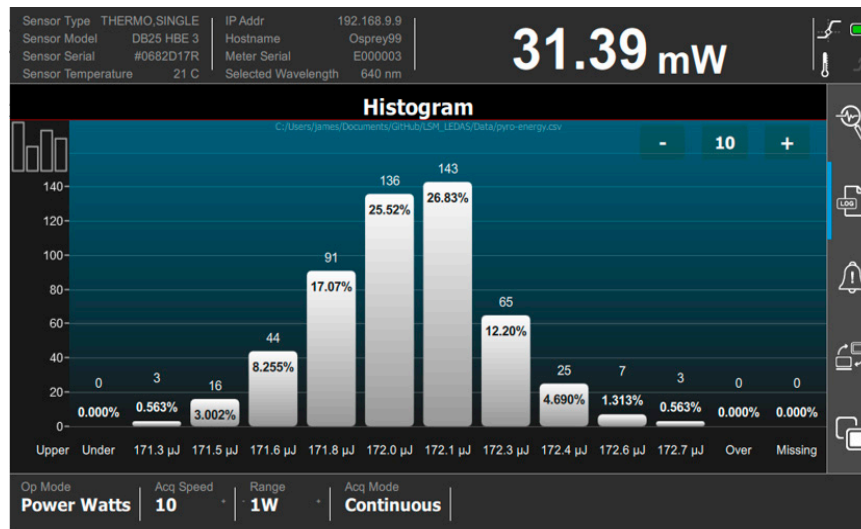 Sensor Type THERMO,SINGLE IP Addr 192.168.9.9
Sensor Model DB25 HBE 3 Hostname Osprey99
Sensor Serial #0682D17R Meter Serial E000003
Sensor Temperature 21 C Selected Wavelength 640 nm
31.39 mW
Histogram
C:/Users/james/Documents/GitHub/LSM_LEDAS/Data/pyro-energy.csv
- 10 +
140
120
100
80
60
40
20
0
0 3 16 44 91 136 143 65 25 7 3 0 0
0.000% 0.563% 3.002% 8.255% 17.07% 25.52% 26.83% 12.20% 4.690% 1.313% 0.563% 0.000% 0.000%
Upper Under 171.3 µJ 171.5 µJ 171.6 µJ 171.8 µJ 172.0 µJ 172.1 µJ 172.3 µJ 172.4 µJ 172.6 µJ 172.7 µJ Over Missing
LOG
Op Mode Acq Speed Range Acq Mode
Power Watts 10 1W Continuous